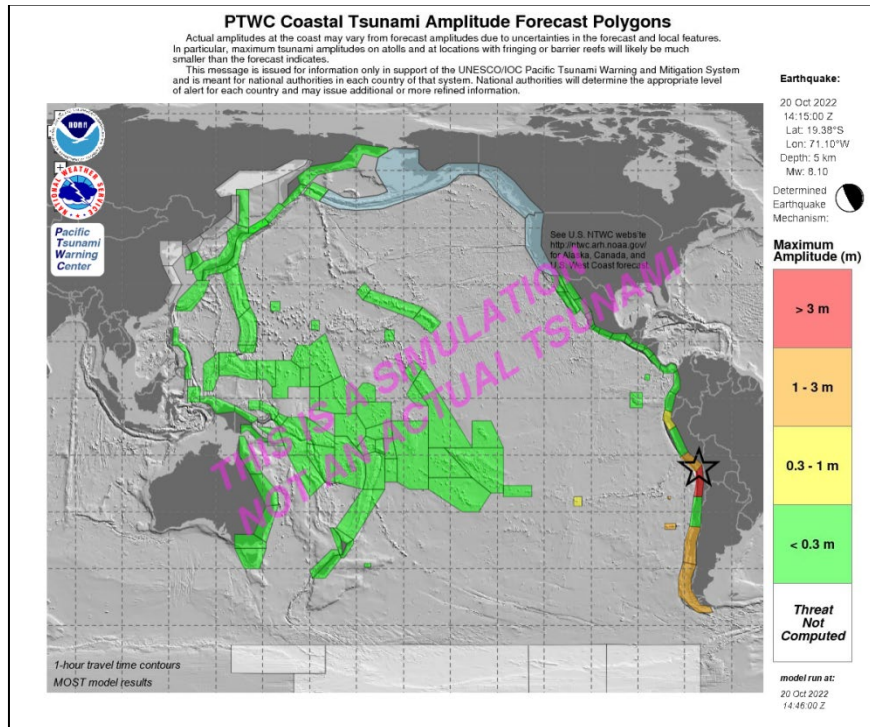 PTWC Coastal Tsunami Amplitude Forecast Polygons
Actual amplitudes at the coast may vary from forecast amplitudes due to uncertainties in the forecast and local features.
In particular, maximum tsunami amplitudes on atolls and at locations with fringing or barrier reefs will likely be much
smaller than the forecast indicates.
This message is issued for information only in support of the UNESCO/IOC Pacific Tsunami Warning and Mitigation System
and is meant for national authorities in each country of that system. National authorities will determine the appropriate level
of alert for each country and may issue additional or more refined information.
Earthquake:
20 Oct 2022
14:15:00 Z
Lat: 19.38°S
Lon: 71.10°W
Depth: 5 km
Mw: 8.10
Determined
Earthquake
Mechanism:
NOAA
NATIONAL WEATHER SERVICE
Pacific
Tsunami
Warning
Center
See U.S. NTWC website
http://ntwc.arh.noaa.gov/
for Alaska, Canada, and
U.S. West Coast forecast.
THIS IS A SIMULATION
NOT AN ACTUAL TSUNAMI
Maximum
Amplitude (m)
> 3 m
1 - 3 m
0.3 - 1 m
< 0.3 m
Threat
Not
Computed
1-hour travel time contours
MOST model results
model run at:
20 Oct 2022
14:46:00 Z